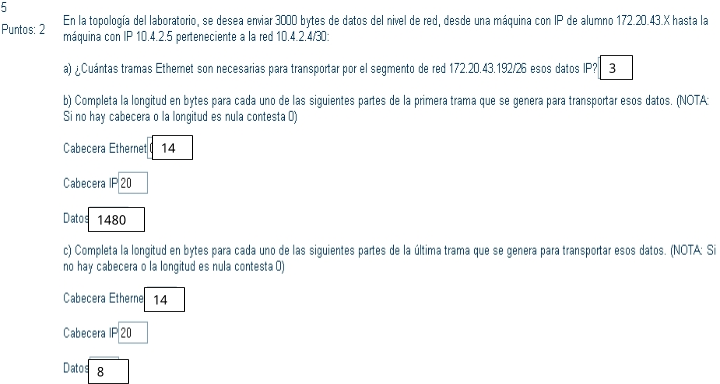 5
Puntos: 2
En la topología del laboratorio, se desea enviar 3000 bytes de datos del nivel de red, desde una máquina con IP de alumno 172.20.43.X hasta la
máquina con IP 10.4.2.5 perteneciente a la red 10.4.2.4/30:
a) ¿Cuántas tramas Ethernet son necesarias para transportar por el segmento de red 172.20.43.192/26 esos datos IP? 3
b) Completa la longitud en bytes para cada uno de las siguientes partes de la primera trama que se genera para transportar esos datos. (NOTA:
Si no hay cabecera o la longitud es nula contesta 0)
Cabecera Ethernet 14
Cabecera IP 20
Datos 1480
c) Completa la longitud en bytes para cada uno de las siguientes partes de la última trama que se genera para transportar esos datos. (NOTA: Si
no hay cabecera o la longitud es nula contesta 0)
Cabecera Etherne 14
Cabecera IP 20
Datos 8